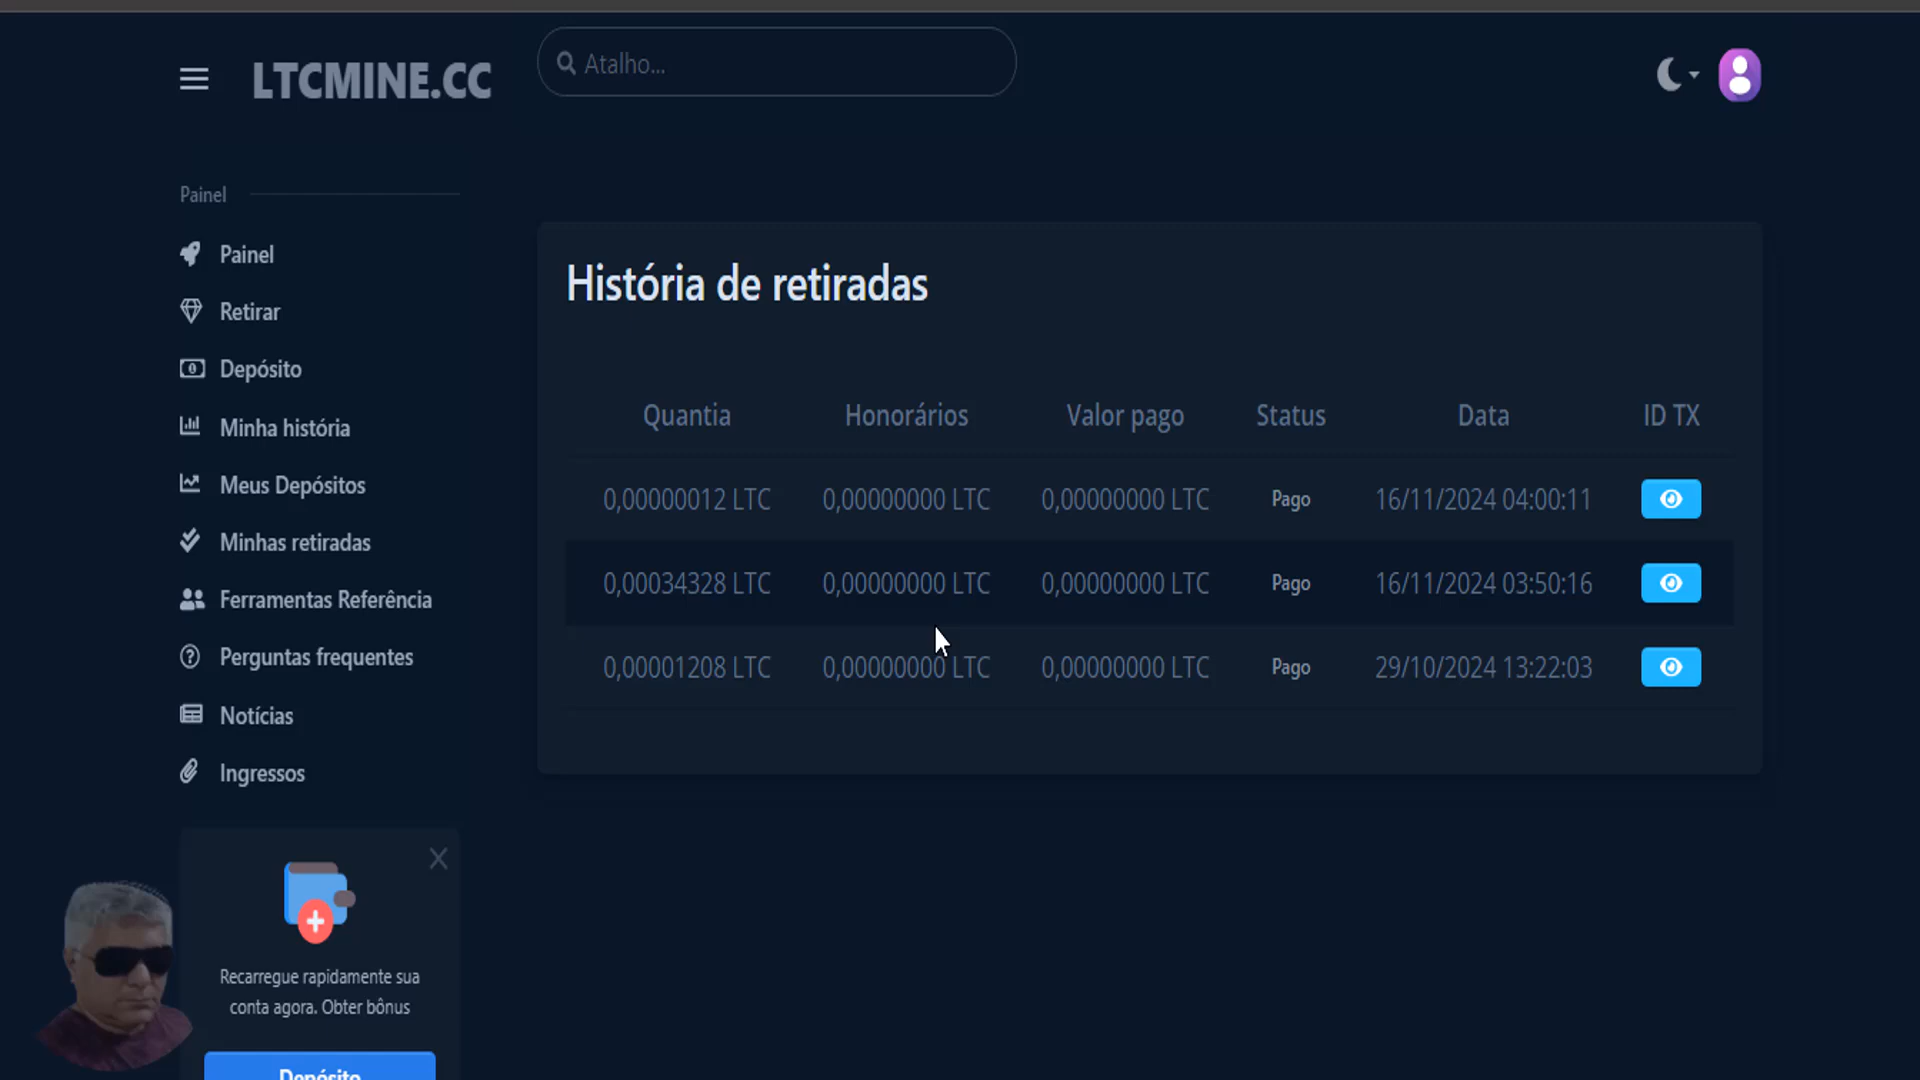 LTCMINE.CC
Atalho...
Painel
Painel
Retirar
Depósito
Minha história
Meus Depósitos
Minhas retiradas
Ferramentas Referência
Perguntas frequentes
Notícias
Ingressos
Recarregue rapidamente sua
conta agora. Obter bônus
Depósito
História de retiradas
Quantia Honorários Valor pago Status Data ID TX
0,00000012 LTC 0,00000000 LTC 0,00000000 LTC Pago 16/11/2024 04:00:11
0,00034328 LTC 0,00000000 LTC 0,00000000 LTC Pago 16/11/2024 03:50:16
0,00001208 LTC 0,00000000 LTC 0,00000000 LTC Pago 29/10/2024 13:22:03